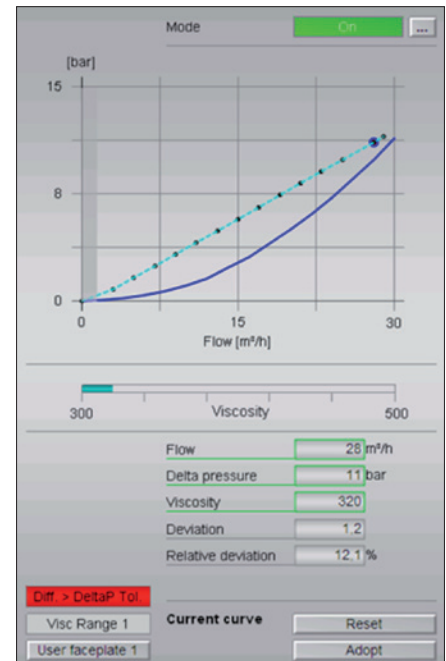 Mode On ...
[bar]
15
8
0
0 15 30
Flow [m³/h]
300 Viscosity 500
Flow 28 m³/h
Delta pressure 11 bar
Viscosity 320
Deviation 1,2
Relative deviation 12,1 %
Diff. > DeltaP Tol.
Visc Range 1 Current curve Reset
User faceplate 1 Adopt